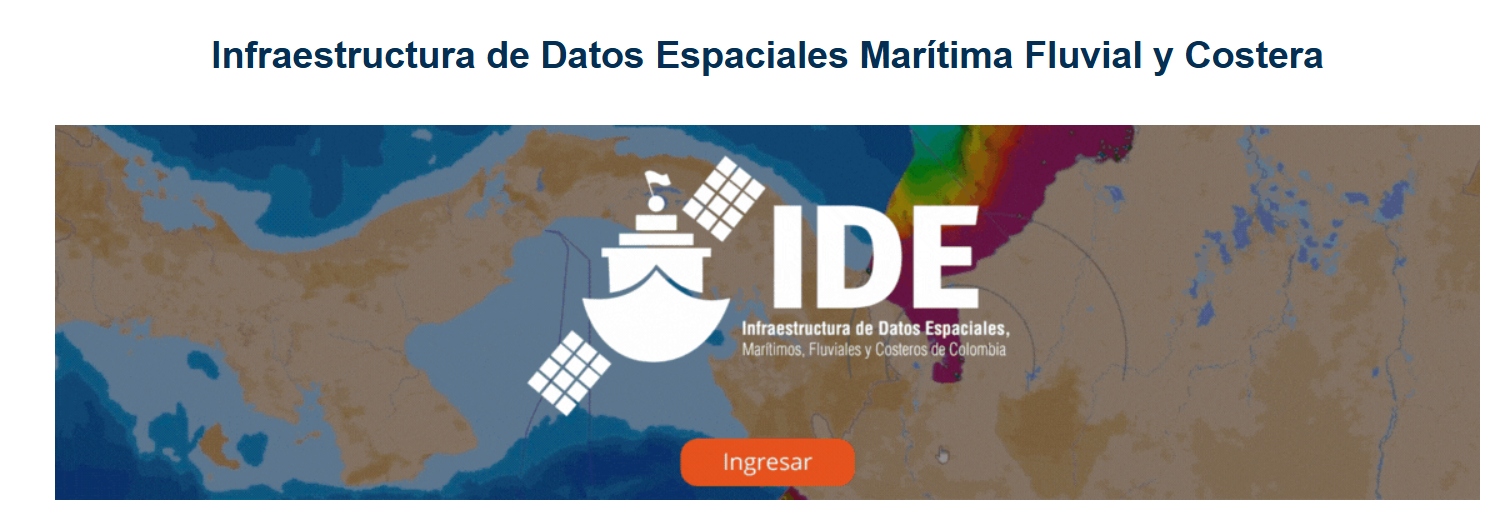 Infraestructura de Datos Espaciales Marítima Fluvial y Costera
IDE
Infraestructura de Datos Espaciales,
Marítimos, Fluviales y Costeros de Colombia
Ingresar